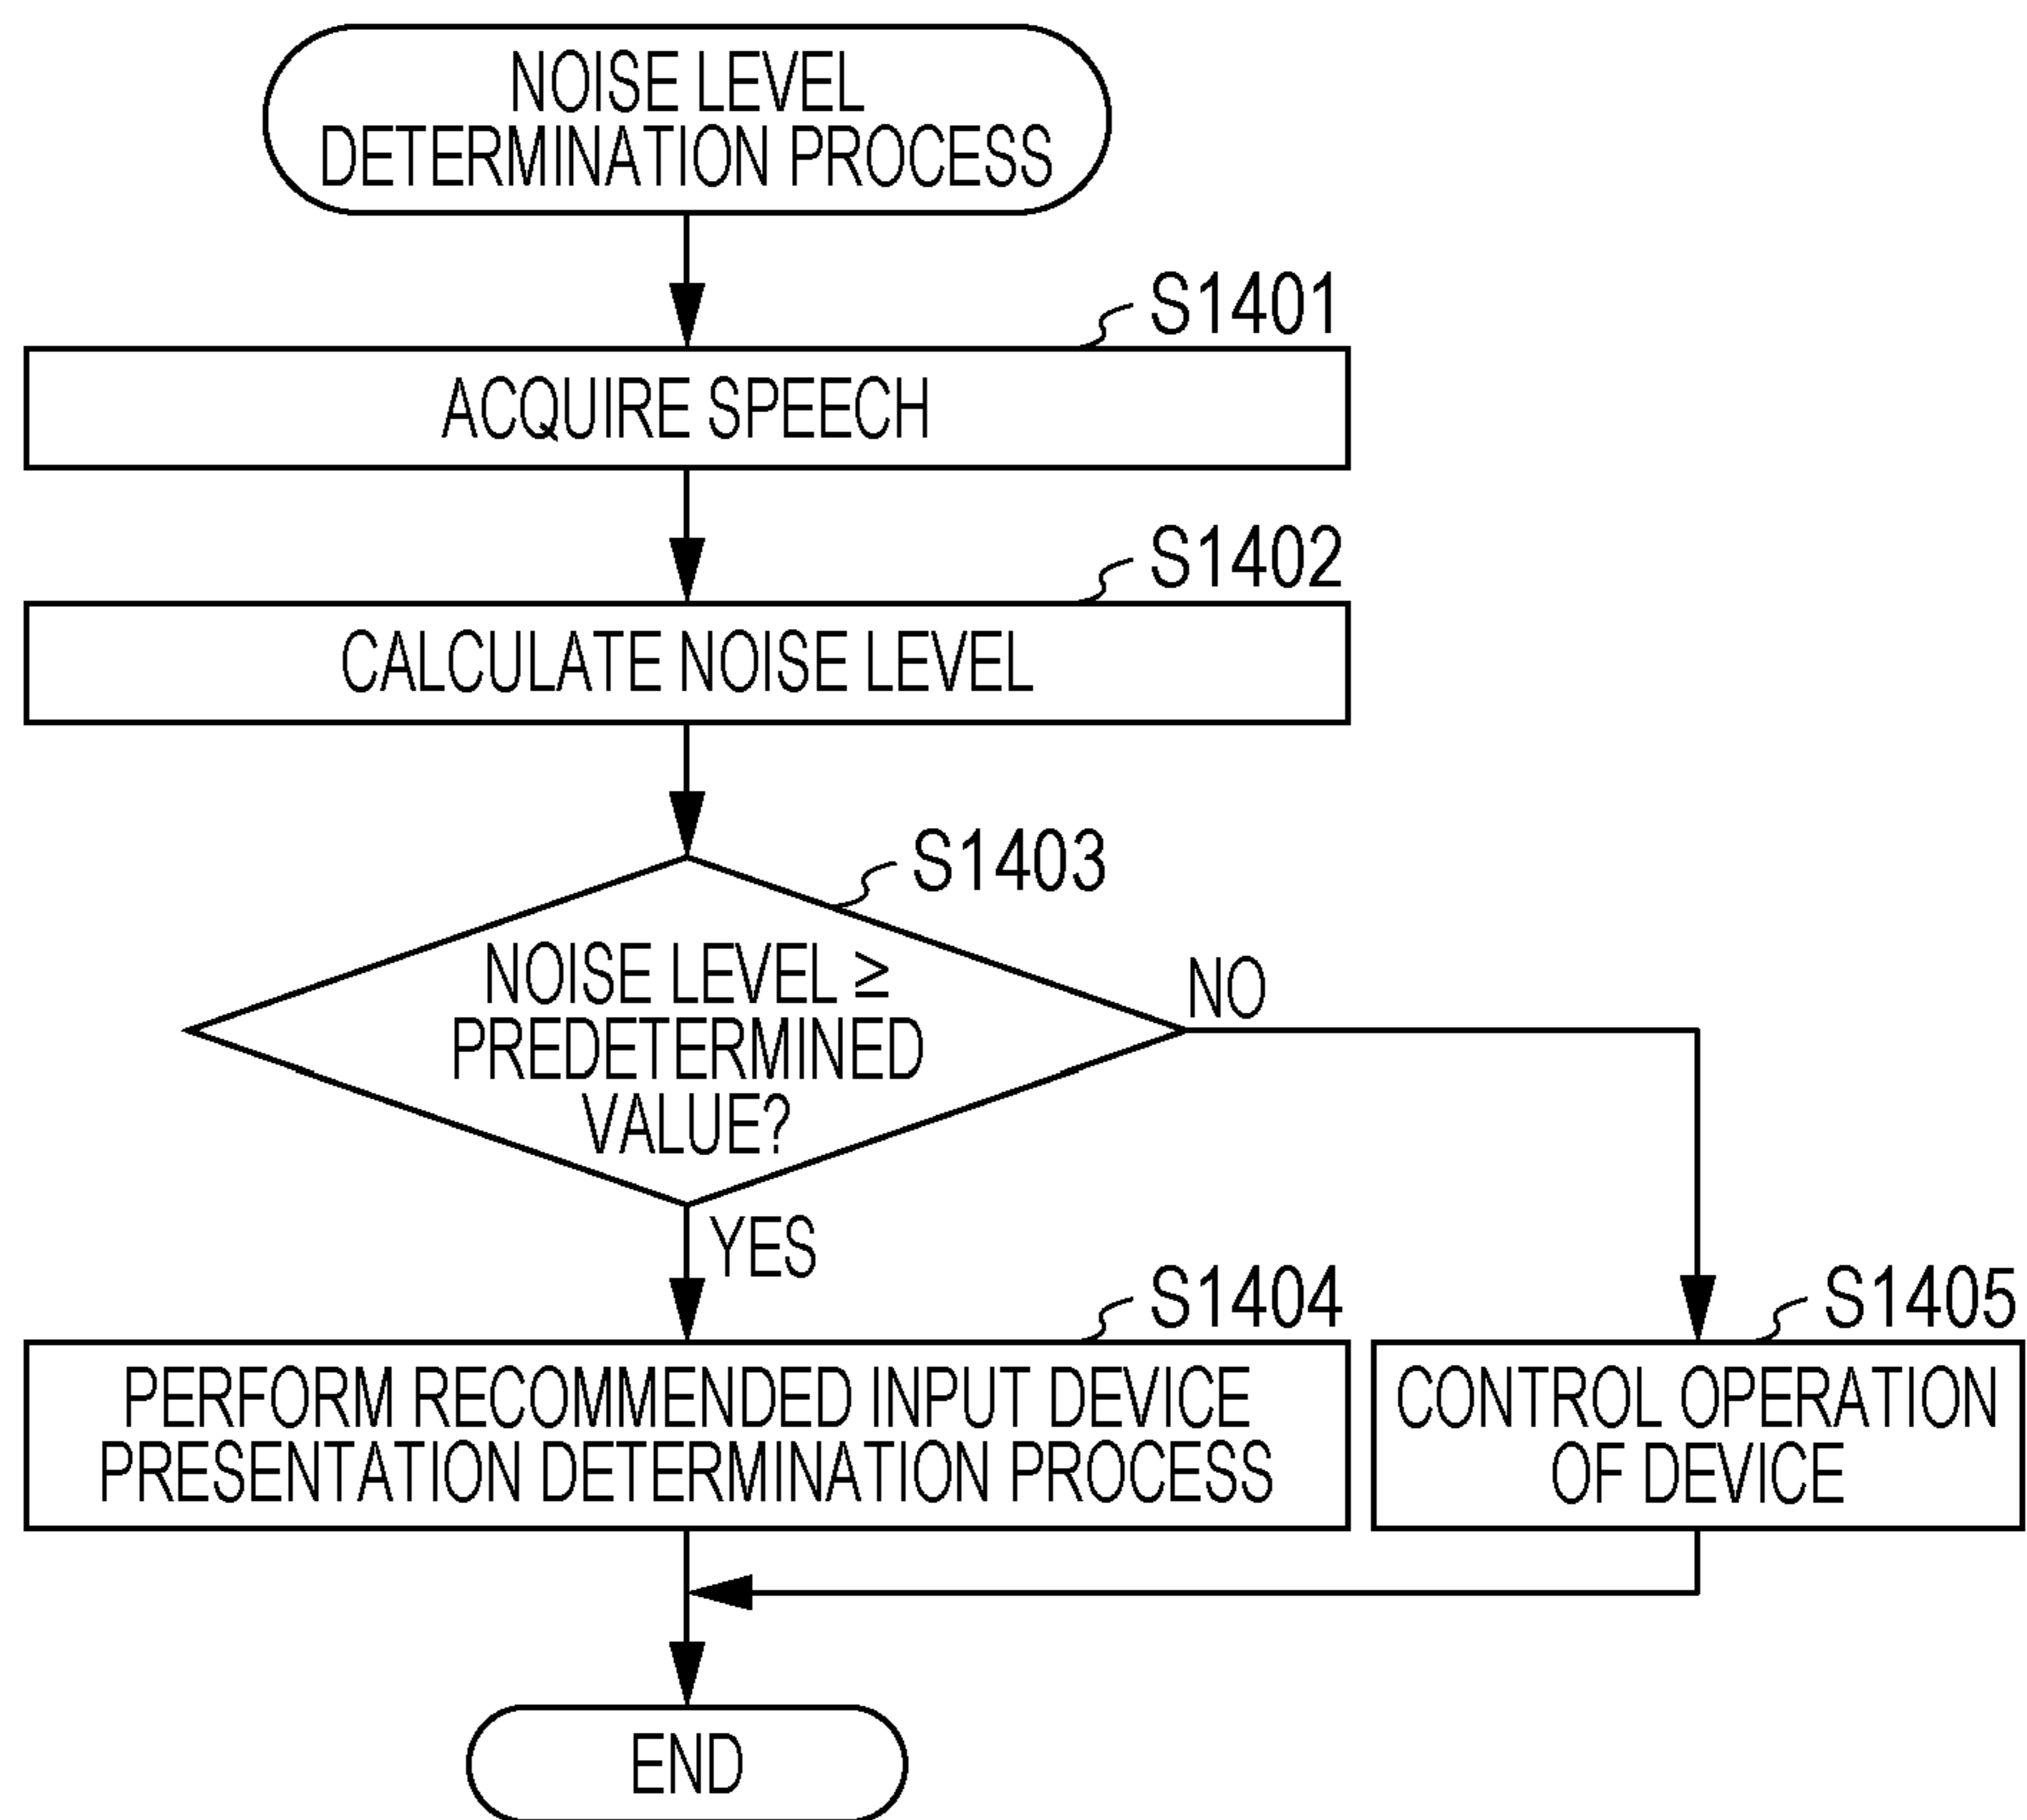 NOISE LEVEL
DETERMINATION PROCESS
S1401
ACQUIRE SPEECH
S1402
CALCULATE NOISE LEVEL
S1403
NOISE LEVEL ≥
PREDETERMINED
VALUE?
NO
YES
S1404
PERFORM RECOMMENDED INPUT DEVICE
PRESENTATION DETERMINATION PROCESS
S1405
CONTROL OPERATION
OF DEVICE
END